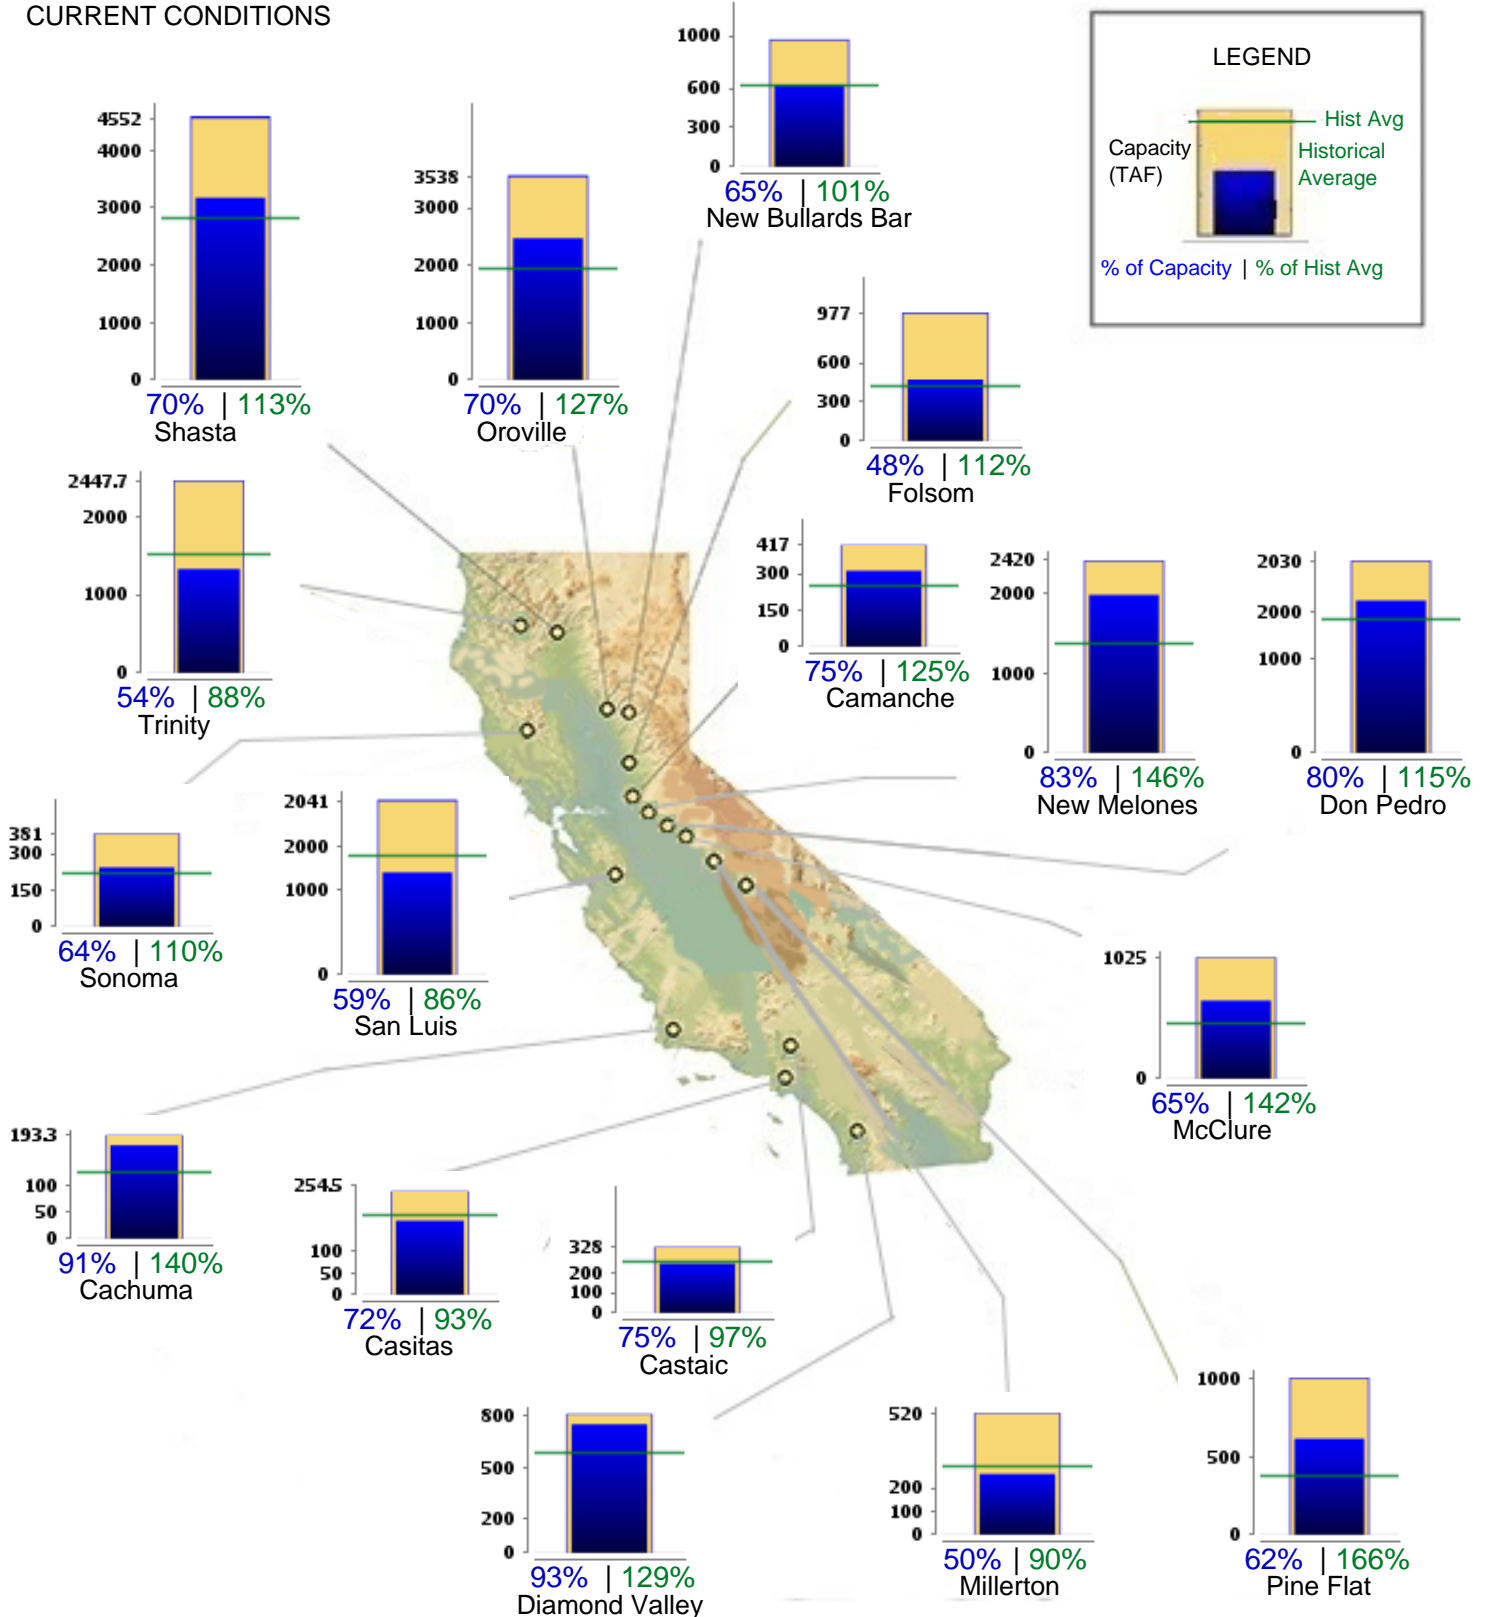 CURRENT CONDITIONS
1000
600
300
0
65% | 101%
New Bullards Bar
LEGEND
Hist Avg
Capacity
(TAF)
Historical
Average
% of Capacity | % of Hist Avg
4552
4000
3000
2000
1000
0
70% | 113%
Shasta
3538
3000
2000
1000
0
70% | 127%
Oroville
977
600
300
0
48% | 112%
Folsom
2447.7
2000
1000
0
54% | 88%
Trinity
417
300
150
0
75% | 125%
Camanche
2420
2000
1000
0
83% | 146%
New Melones
2030
2000
1000
0
80% | 115%
Don Pedro
381
300
150
0
64% | 110%
Sonoma
2041
2000
1000
0
59% | 86%
San Luis
1025
0
65% | 142%
McClure
193.3
100
50
0
91% | 140%
Cachuma
254.5
100
50
0
72% | 93%
Casitas
328
200
100
0
75% | 97%
Castaic
800
500
200
0
93% | 129%
Diamond Valley
520
200
100
0
50% | 90%
Millerton
1000
500
0
62% | 166%
Pine Flat